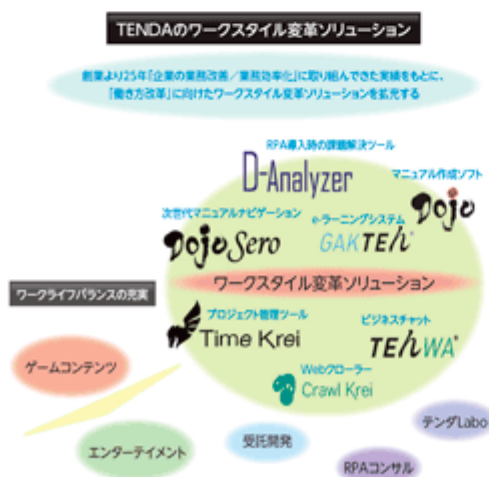 TENDAのワークスタイル変革ソリューション
創業より25年「企業の業務改善／業務効率化」に取り組んできた実績をもとに、
「働き方改革」に向けたワークスタイル変革ソリューションを拡充する
RPA導入時の課題解決ツール
D-Analyzer
マニュアル作成ソフト
Dojo
次世代マニュアルナビゲーション
Dojo Sero
e-ラーニングシステム
GAKTEN
ワークスタイル変革ソリューション
ワークライフバランスの充実
プロジェクト管理ツール
Time Krei
ビジネスチャット
TENWA
Webクローラー
Crawl Krei
ゲームコンテンツ
エンターテイメント
受託開発
テンダLabo
RPAコンサル